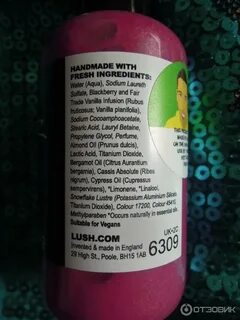 HANDMADE WITH
FRESH INGREDIENTS:
Water (Aqua), Sodium Laureth
Sulfate, Blackberry and Fair
Trade Vanilla infusion (Rubus
fruticosus; Vanilla planifolia),
Sodium Cocoamphoacetate,
Stearic Acid, Lauryl Betaine,
Propylene Glycol, Perfume,
Almond Oil (Prunus dulcis),
Lactic Acid, Titanium Dioxide,
Bergamot Oil (Citrus Aurantium
bergamia), Cassis Absolute (Ribes
nigrum), Cypress Oil (Cupressus
sempervirens), *Limonene, *Linalool,
Snowflake Lustre (Potassium Aluminium Silicate,
Titanium Dioxide), Colour 17200, Colour 45410,
Methylparaben *Occurs naturally in essential oils.
Suitable for Vegans
LUSH.COM
Invented & made in England
29 High St., Poole, BH15 1AB
UK-2C
6309
ОТЗОВИК